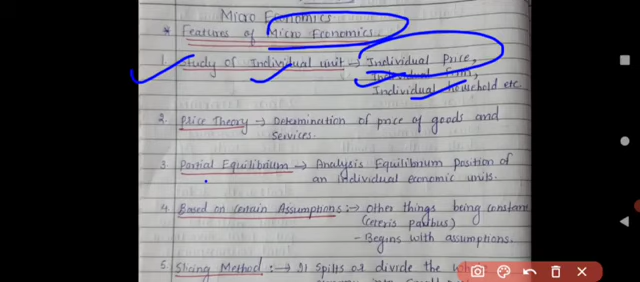 Micro Economics
* Features of Micro Economics.
1. Study of Individual unit → Individual Price,
Individual firm,
Individual household etc.
2. Price Theory → Determination of price of goods and
services.
3. Partial Equilibrium → Analysis Equilibrium position of
an individual economic units.
4. Based on Certain Assumptions :→ Other things being constant
(ceteris paribus)
- Begins with assumptions.
5. Slicing Method :→ It splits or divide the